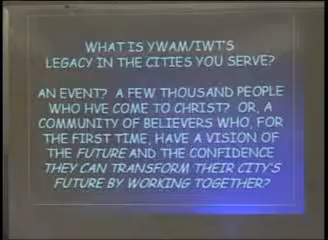 WHAT IS YWAM/IWT'S
LEGACY IN THE CITIES YOU SERVE?
AN EVENT? A FEW THOUSAND PEOPLE
WHO HVE COME TO CHRIST? OR, A
COMMUNITY OF BELIEVERS WHO, FOR
THE FIRST TIME, HAVE A VISION OF
THE FUTURE AND THE CONFIDENCE
THEY CAN TRANSFORM THEIR CITY'S
FUTURE BY WORKING TOGETHER?